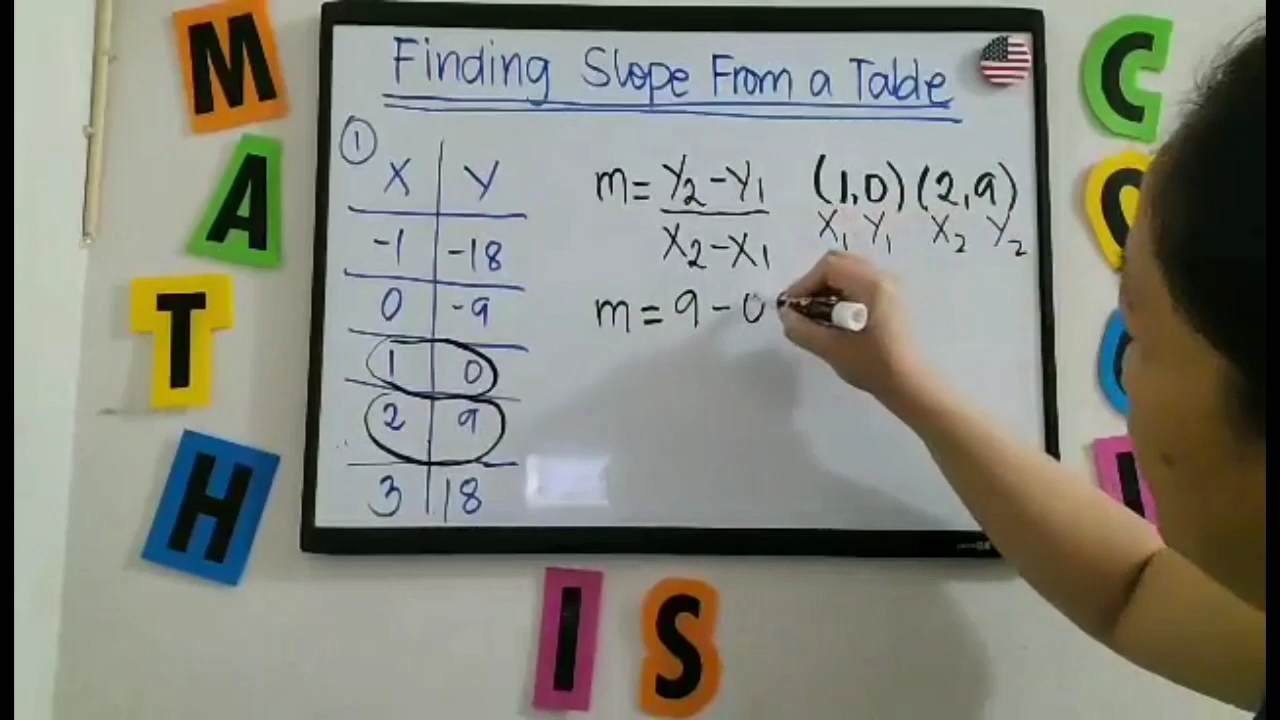 Finding Slope From a Table
①
X Y
-1 -18
0 -9
1 0
2 9
3 18
m = Y₂ - Y₁ (1,0) (2,9)
X₂ - X₁ X₁ Y₁ X₂ Y₂
m = 9 - 0
M
A
T
H
I S
C